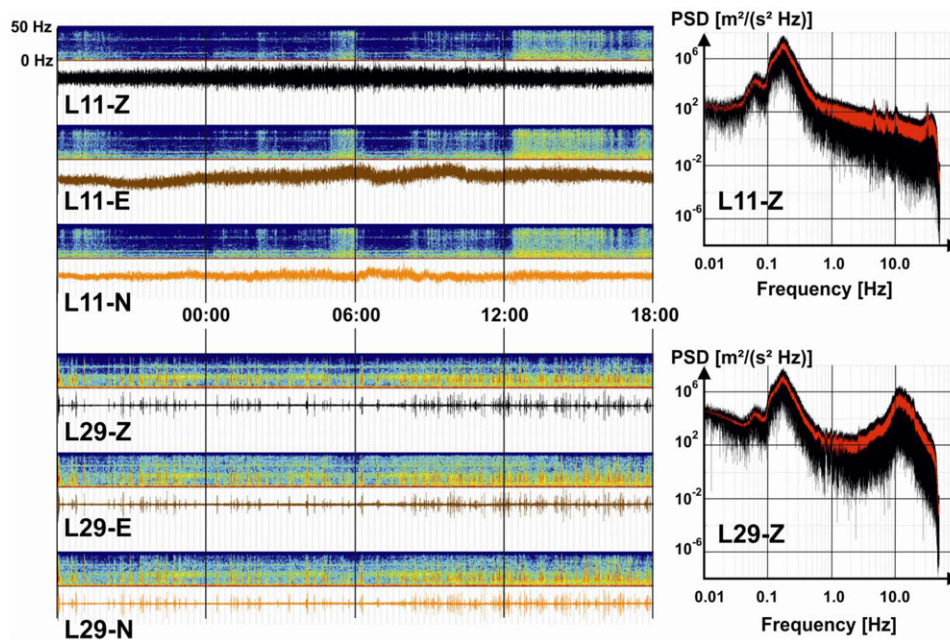 50 Hz
0 Hz
L11-Z
L11-E
L11-N
00:00 06:00 12:00 18:00
L29-Z
L29-E
L29-N
PSD [m²/(s² Hz)]
10⁶
10²
10⁻²
10⁻⁶
L11-Z
0.01 0.1 1.0 10.0
Frequency [Hz]
PSD [m²/(s² Hz)]
10⁶
10²
10⁻²
10⁻⁶
L29-Z
0.01 0.1 1.0 10.0
Frequency [Hz]